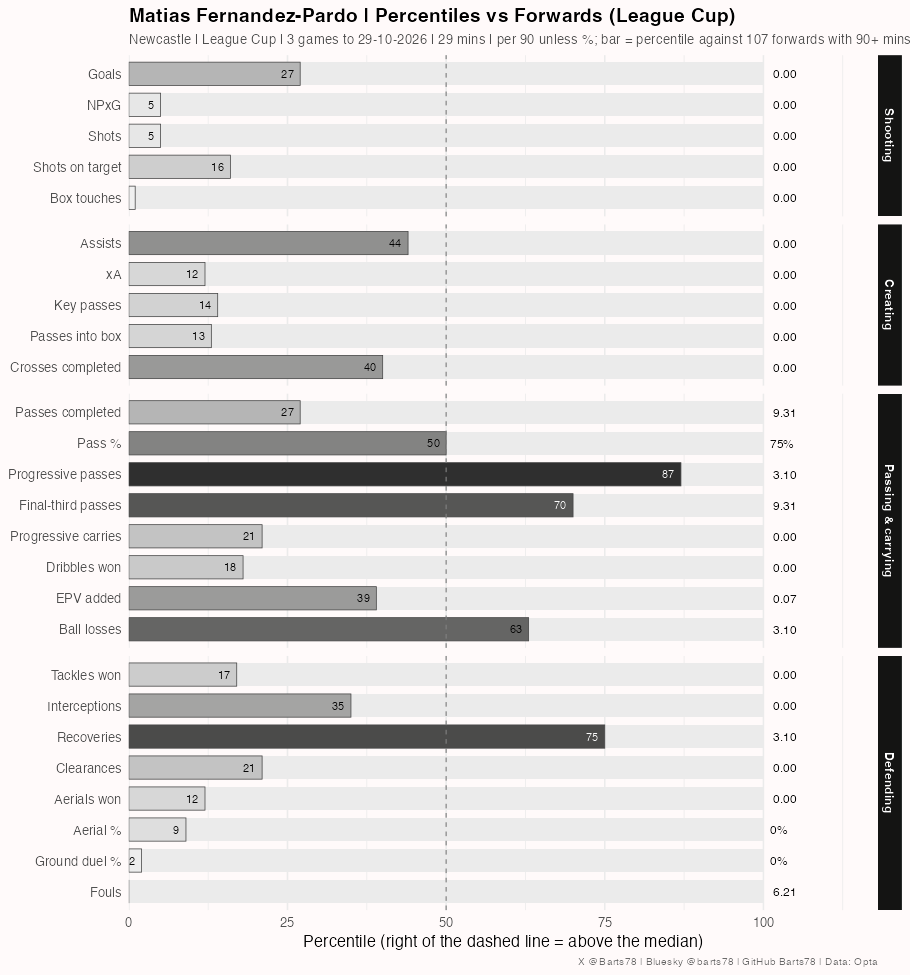 Matias Fernandez-Pardo | Percentiles vs Forwards (League Cup)
Newcastle | League Cup | 3 games to 29-10-2026 | 29 mins | per 90 unless %; bar = percentile against 107 forwards with 90+ mins
Goals 27 0.00
NPxG 5 0.00
Shots 5 0.00
Shots on target 16 0.00
Box touches 0.00
Shooting
Assists 44 0.00
xA 12 0.00
Key passes 14 0.00
Passes into box 13 0.00
Crosses completed 40 0.00
Creating
Passes completed 27 9.31
Pass % 50 75%
Progressive passes 87 3.10
Final-third passes 70 9.31
Progressive carries 21 0.00
Dribbles won 18 0.00
EPV added 39 0.07
Ball losses 63 3.10
Passing & carrying
Tackles won 17 0.00
Interceptions 35 0.00
Recoveries 75 3.10
Clearances 21 0.00
Aerials won 12 0.00
Aerial % 9 0%
Ground duel % 2 0%
Fouls 6.21
Defending
0 25 50 75 100
Percentile (right of the dashed line = above the median)
X @Barts78 | Bluesky @barts78 | GitHub Barts78 | Data: Opta